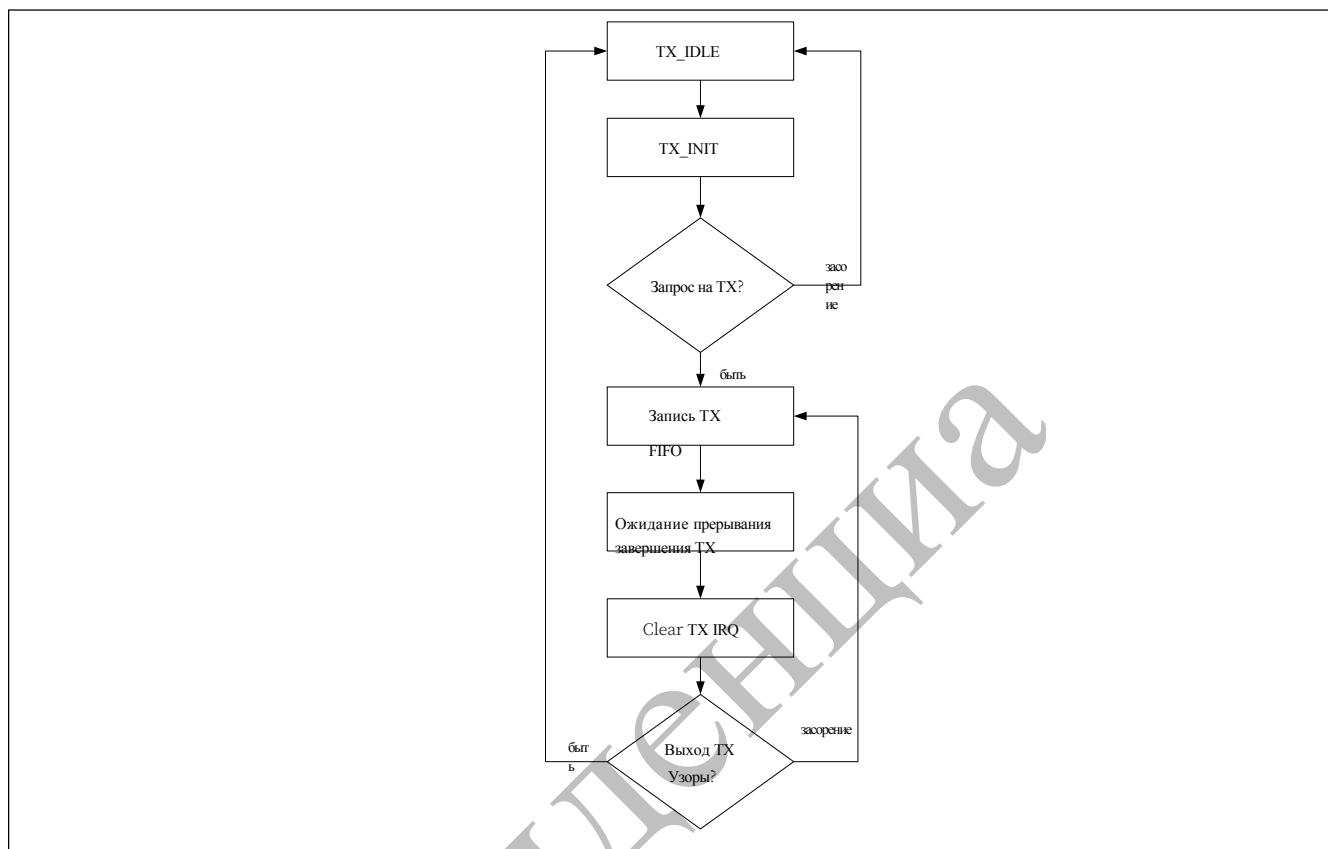 TX_IDLE
TX_INIT
Запрос на TX?
засо
рен
ие
быть
Запись TX
FIFO
Ожидание прерывания
завершения TX
Clear TX IRQ
Выход TX
Узоры?
быт
ь
засорение
денциа